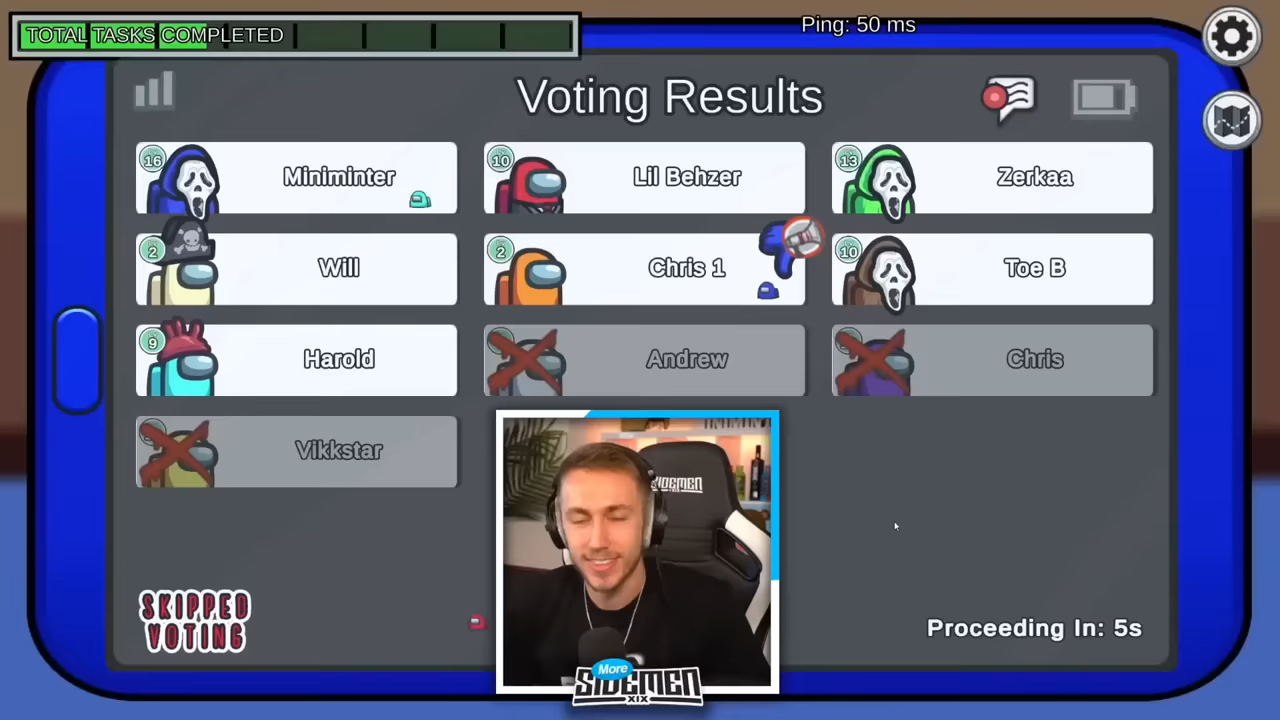 TOTAL TASKS COMPLETED
Ping: 50 ms
Voting Results
16
Miniminter
10
Lil Behzer
13
Zerkaa
2
Will
2
Chris 1
10
Toe B
9
Harold
Andrew
Chris
Vikkstar
SIDEMEN
SKIPPED
VOTING
Proceeding In: 5s
More
SIDEMEN
XIX